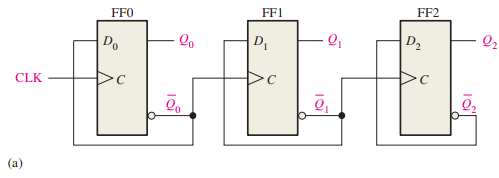 FF0 FF1 FF2
D₀ Q₀ D₁ Q₁ D₂ Q₂
CLK C C C
Q̅₀ Q̅₁ Q̅₂
(a)